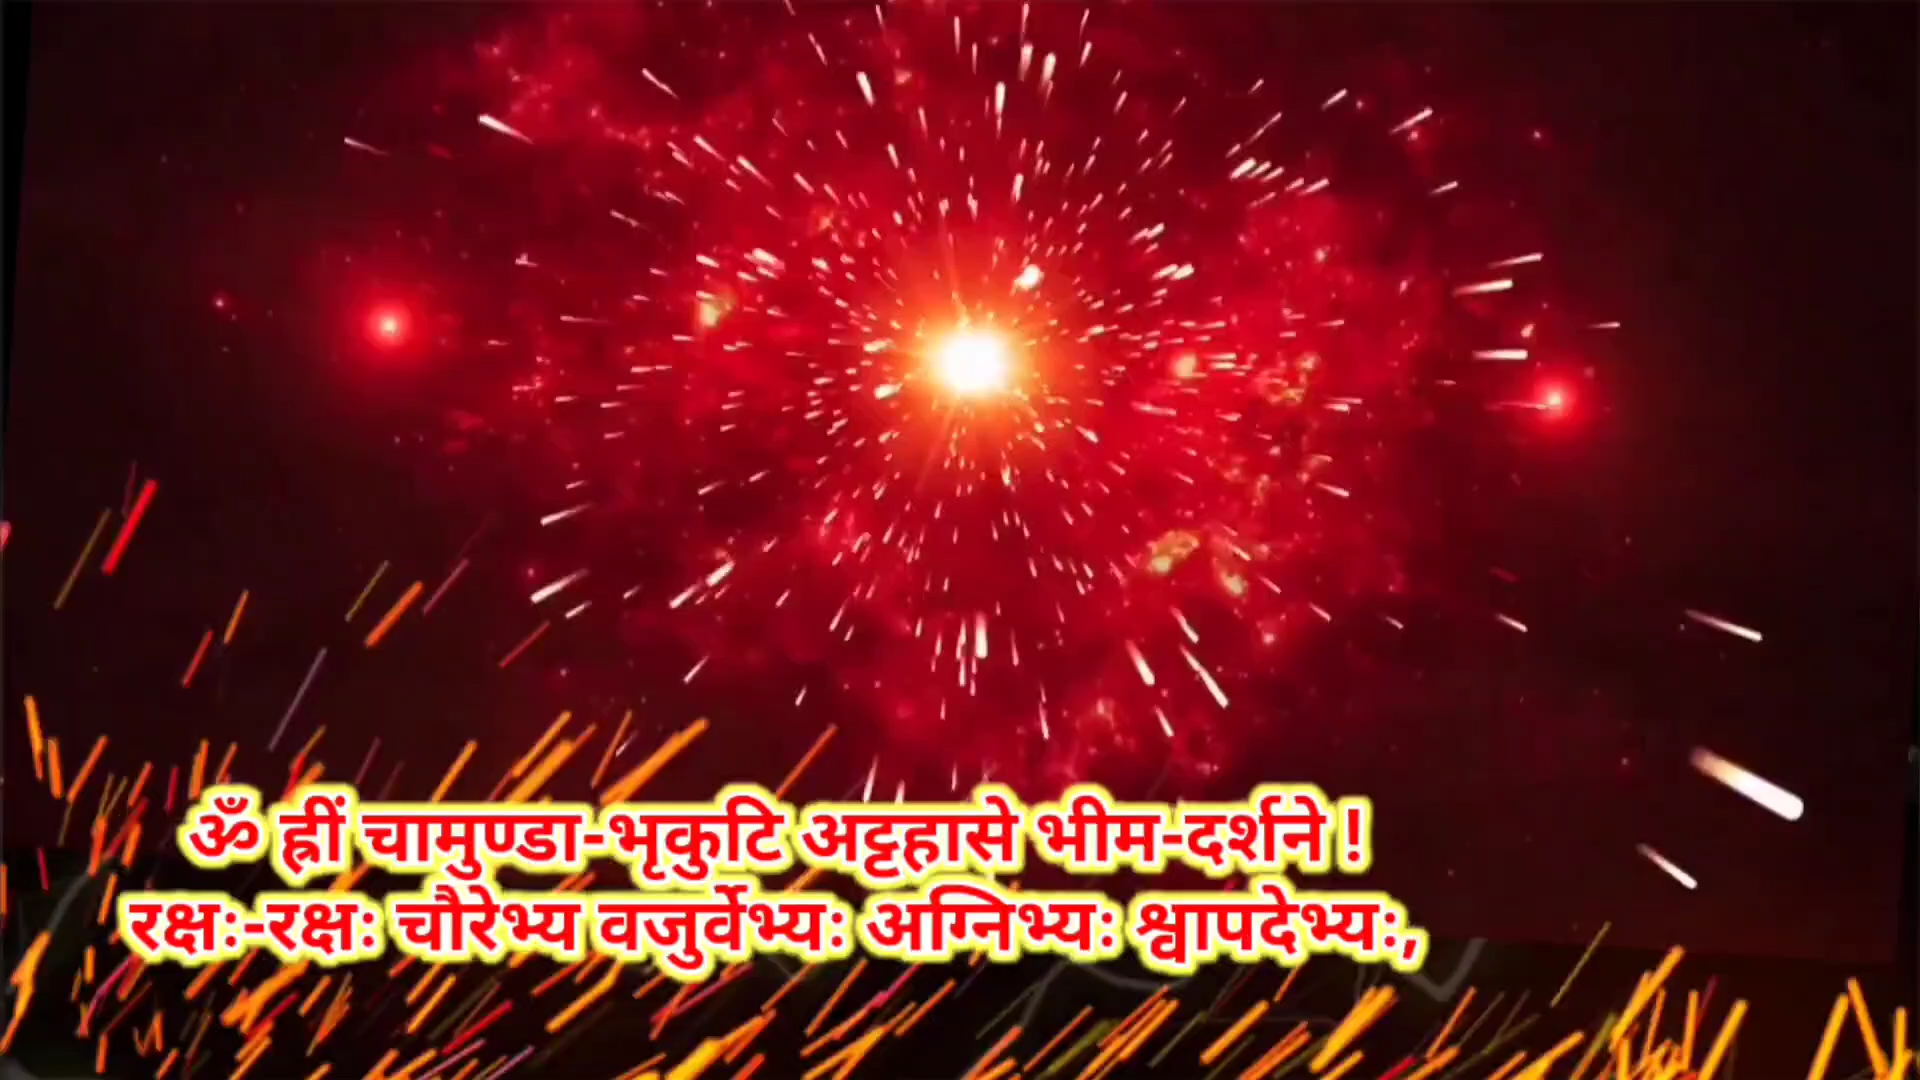 ॐ ह्रीं चामुण्डा-भृकुटि अट्टहासे भीम-दर्शने !
रक्षः-रक्षः चौरेभ्य वजुर्वेभ्यः अग्निभ्यः श्वापदेभ्यः,